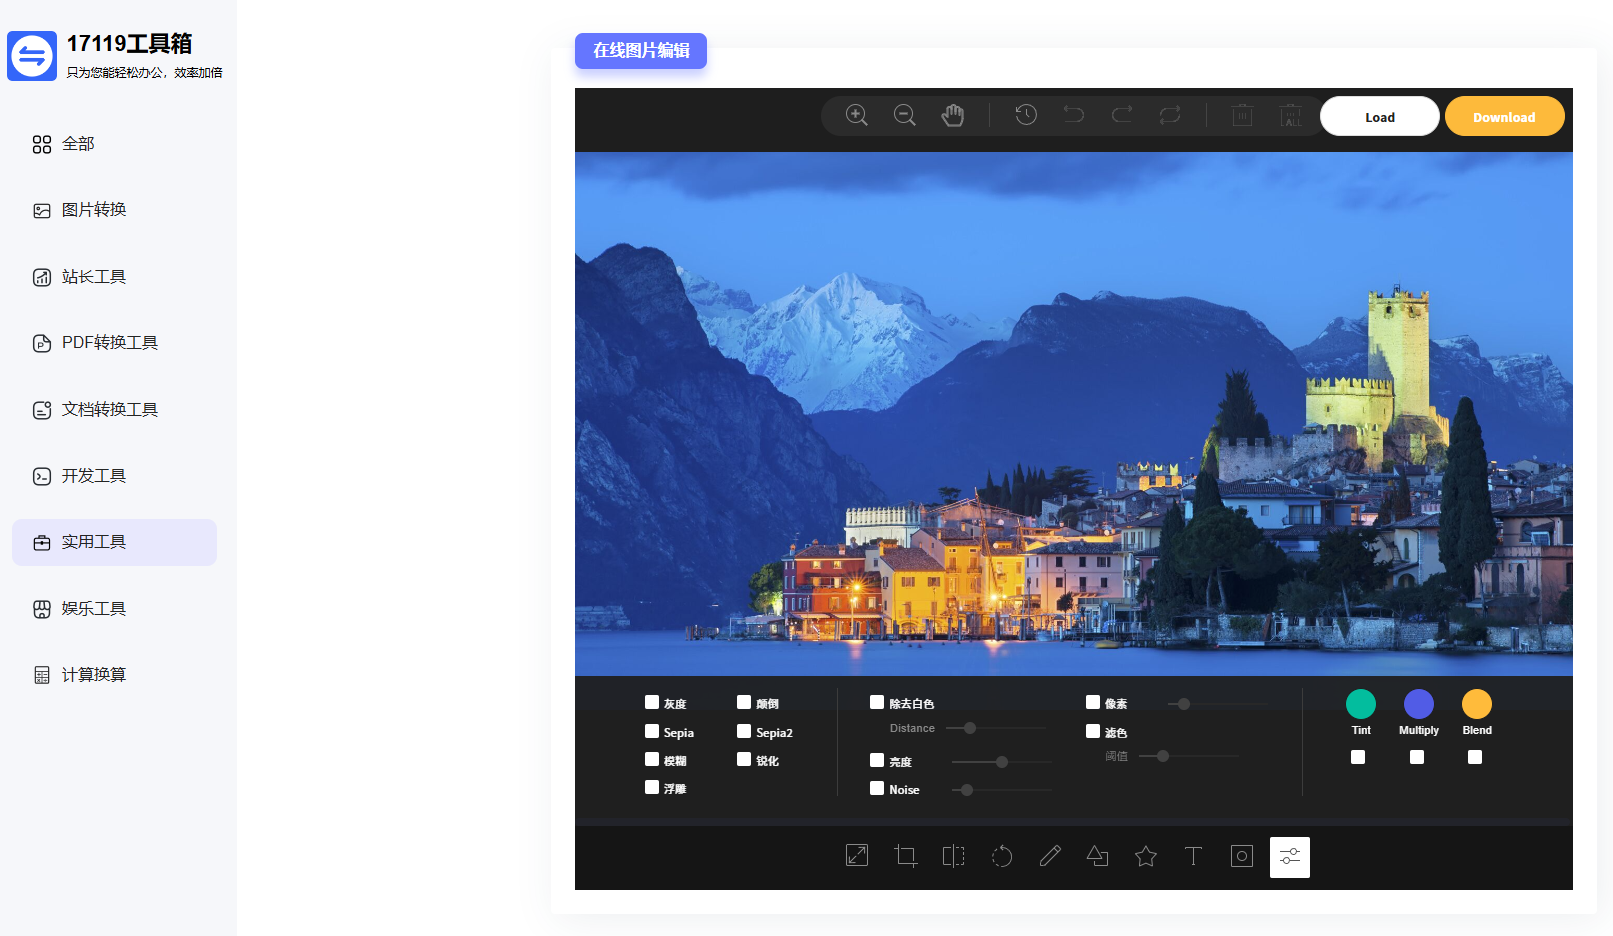 17119工具箱
只为您能轻松办公，效率加倍
全部
图片转换
站长工具
PDF转换工具
文档转换工具
开发工具
实用工具
娱乐工具
计算换算
在线图片编辑
ALL
Load
Download
灰度
颠倒
Sepia
Sepia2
模糊
锐化
浮雕
除去白色
Distance
亮度
Noise
像素
滤色
阈值
Tint
Multiply
Blend